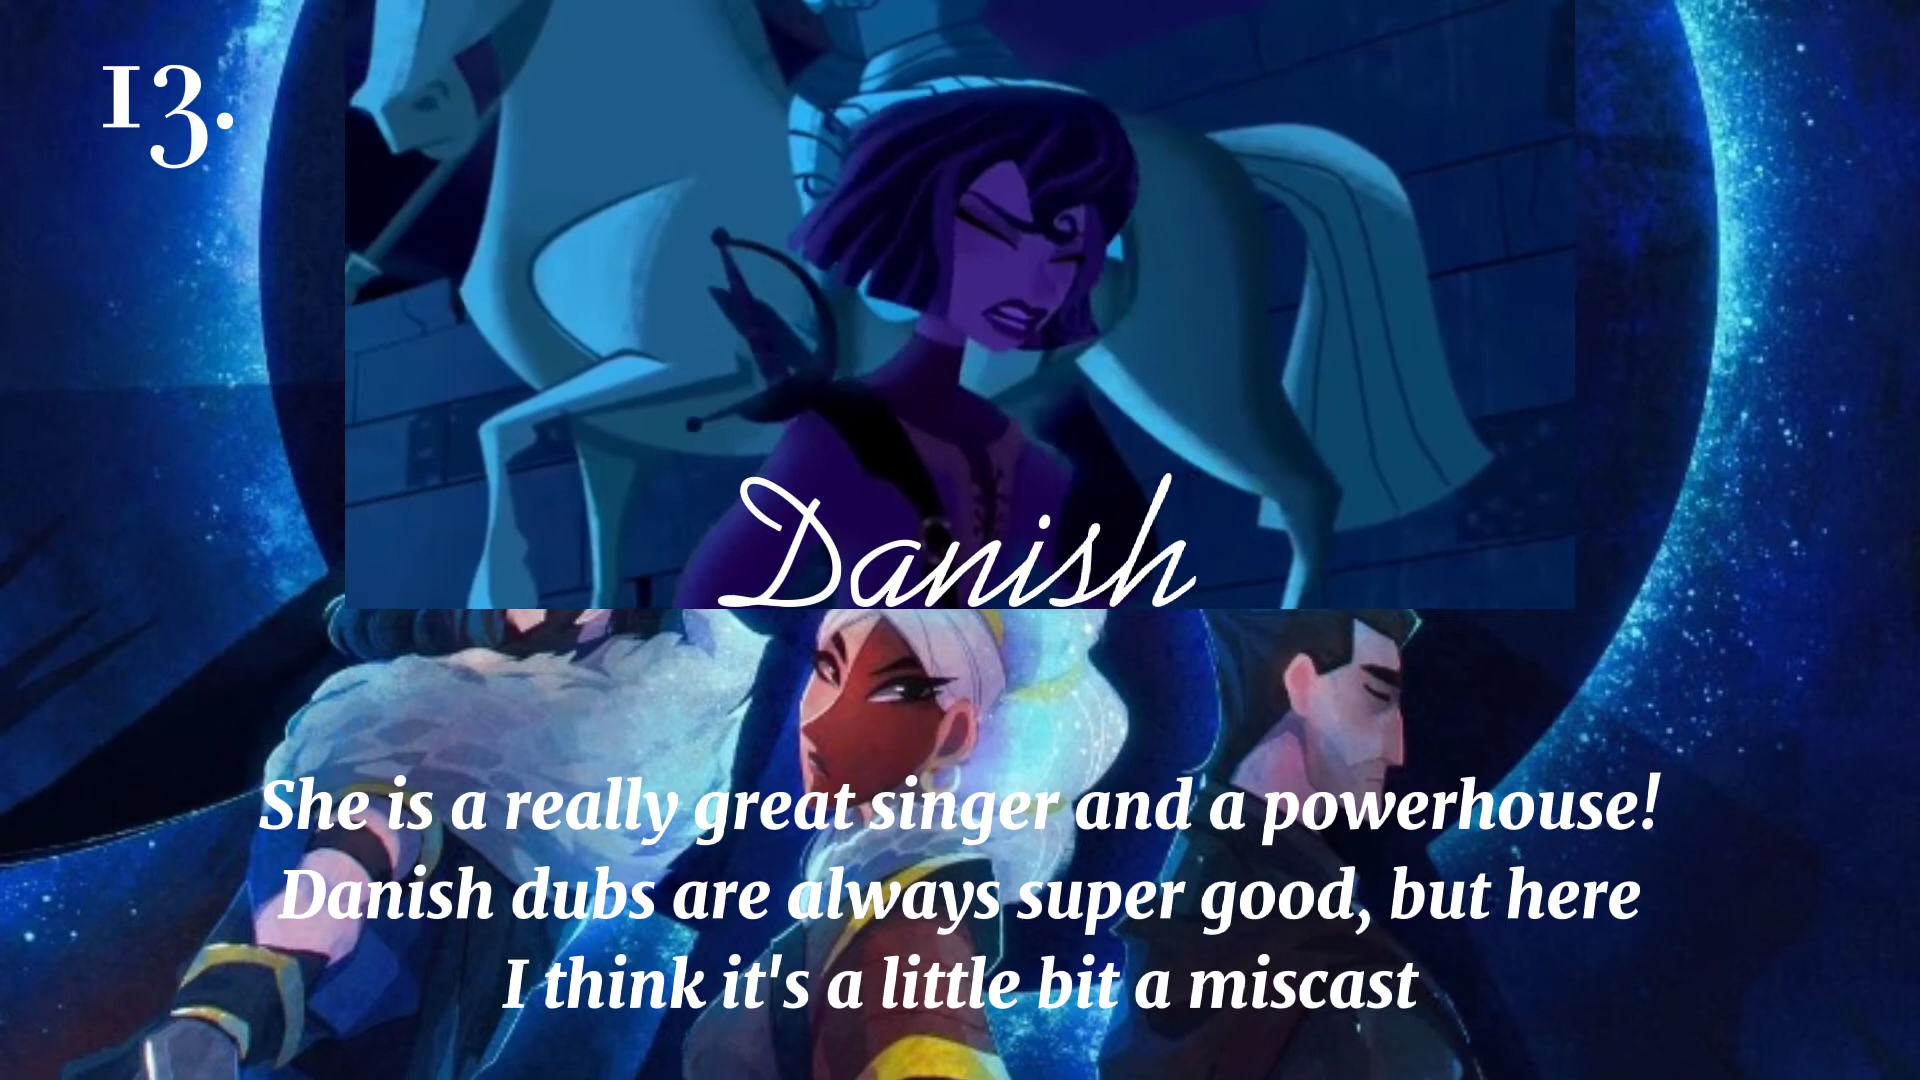 13.
Danish
She is a really great singer and a powerhouse!
Danish dubs are always super good, but here
I think it's a little bit a miscast